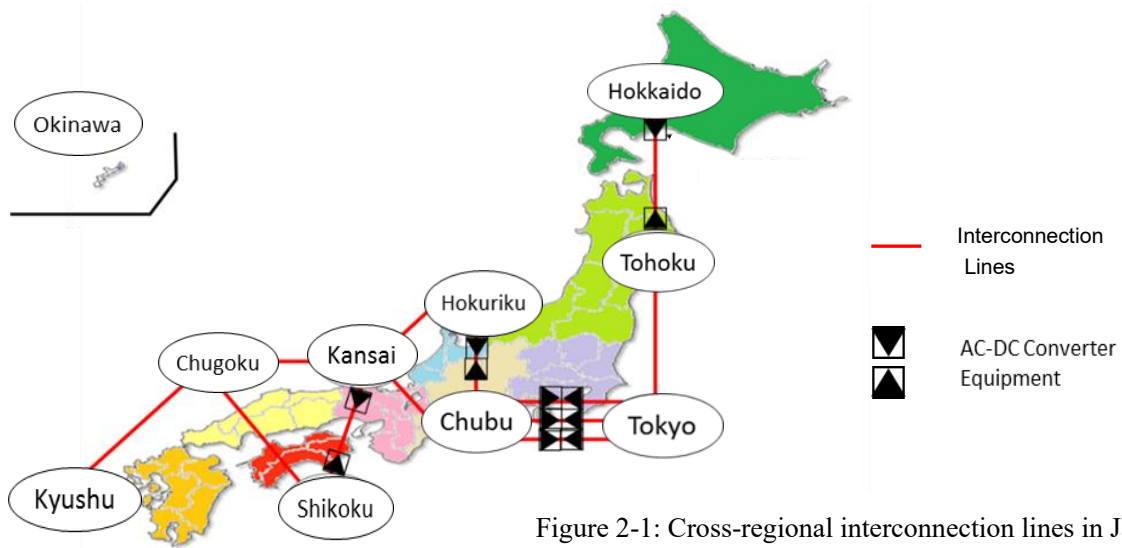 Hokkaido
Okinawa
Interconnection
Lines
Tohoku
Hokuriku
Chugoku
Kansai
AC-DC Converter
Equipment
Chubu
Tokyo
Kyushu
Shikoku
Figure 2-1: Cross-regional interconnection lines in J